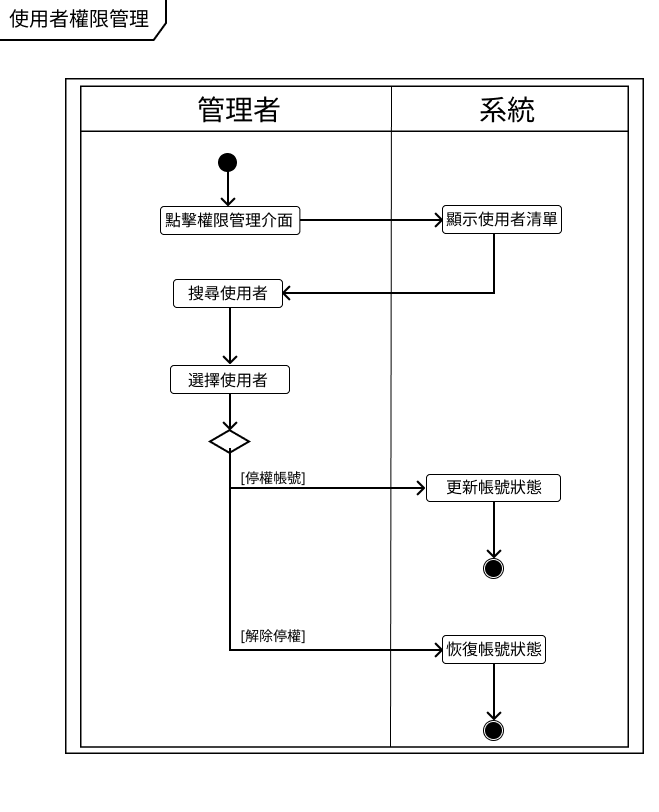 使用者權限管理
管理者
系統
點擊權限管理介面
顯示使用者清單
搜尋使用者
選擇使用者
[停權帳號]
更新帳號狀態
[解除停權]
恢復帳號狀態